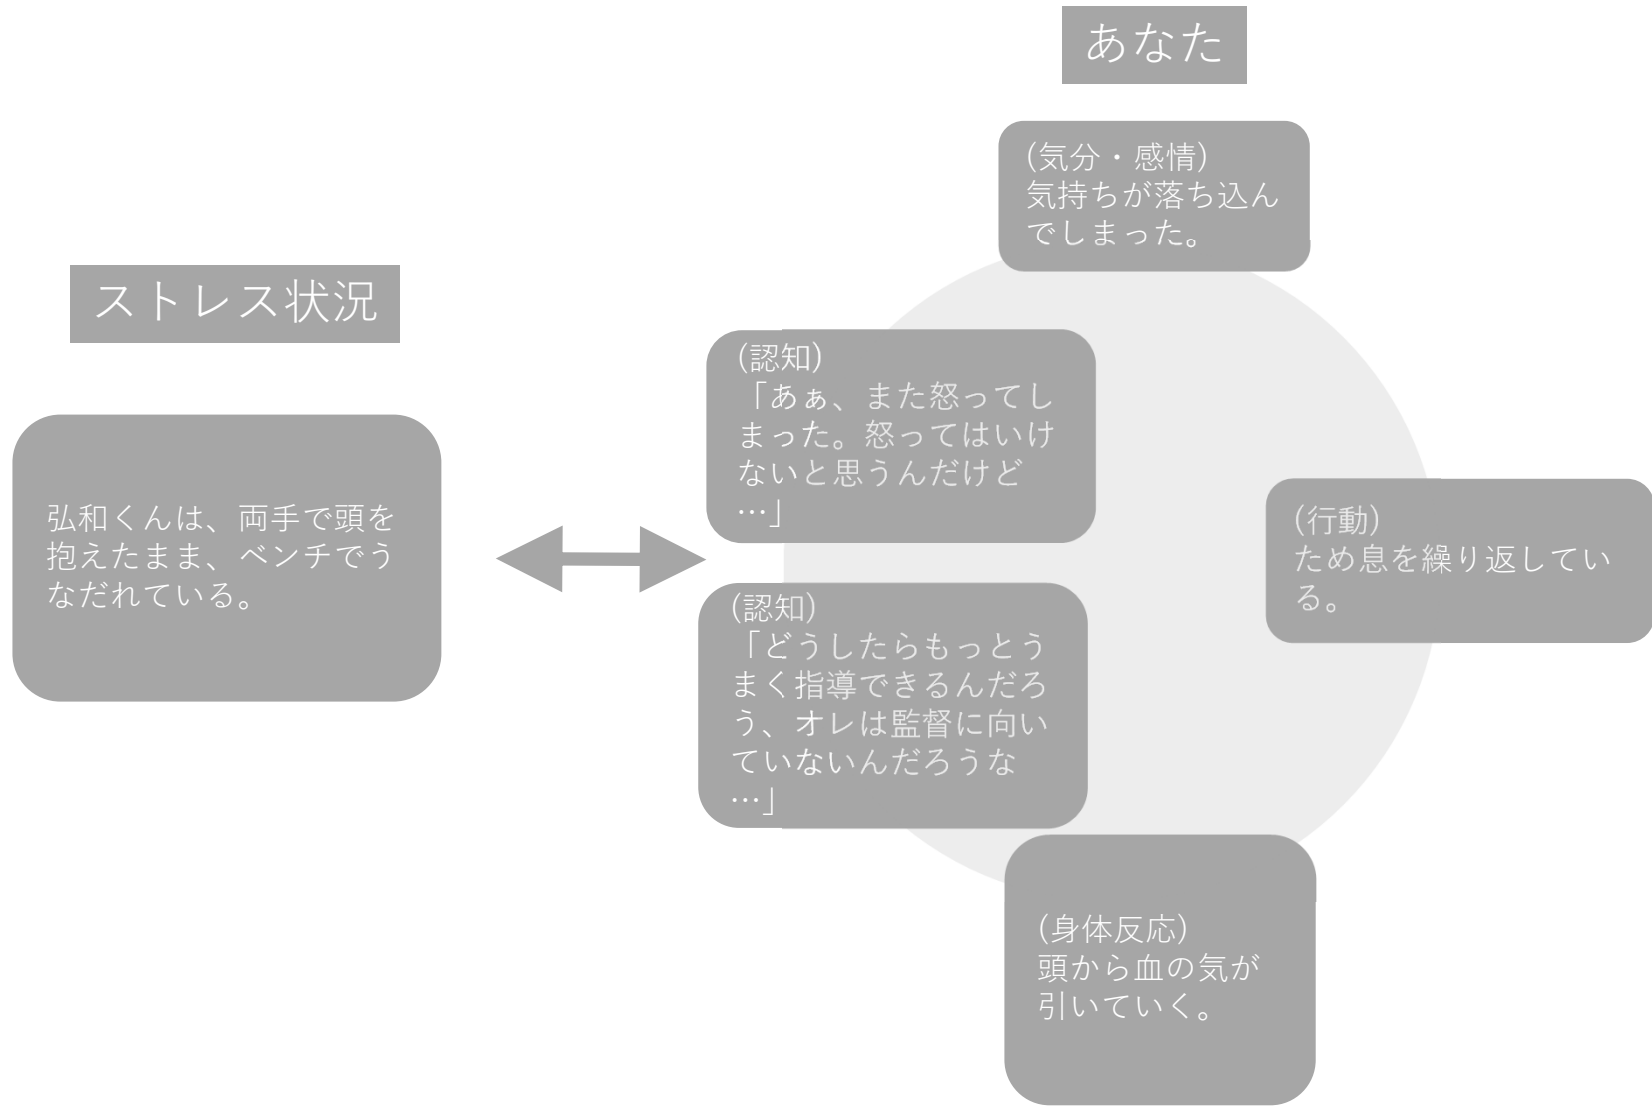 あなた
(気分・感情)
気持ちが落ち込ん
でしまった。
ストレス状況
(認知)
「あぁ、また怒ってし
まった。怒ってはいけ
ないと思うんだけど
…」
弘和くんは、両手で頭を
抱えたまま、ベンチでう
なだれている。
(行動)
ため息を繰り返してい
る。
(認知)
「どうしたらもっとう
まく指導できるんだろ
う、オレは監督に向い
ていないんだろうな
…」
(身体反応)
頭から血の気が
引いていく。